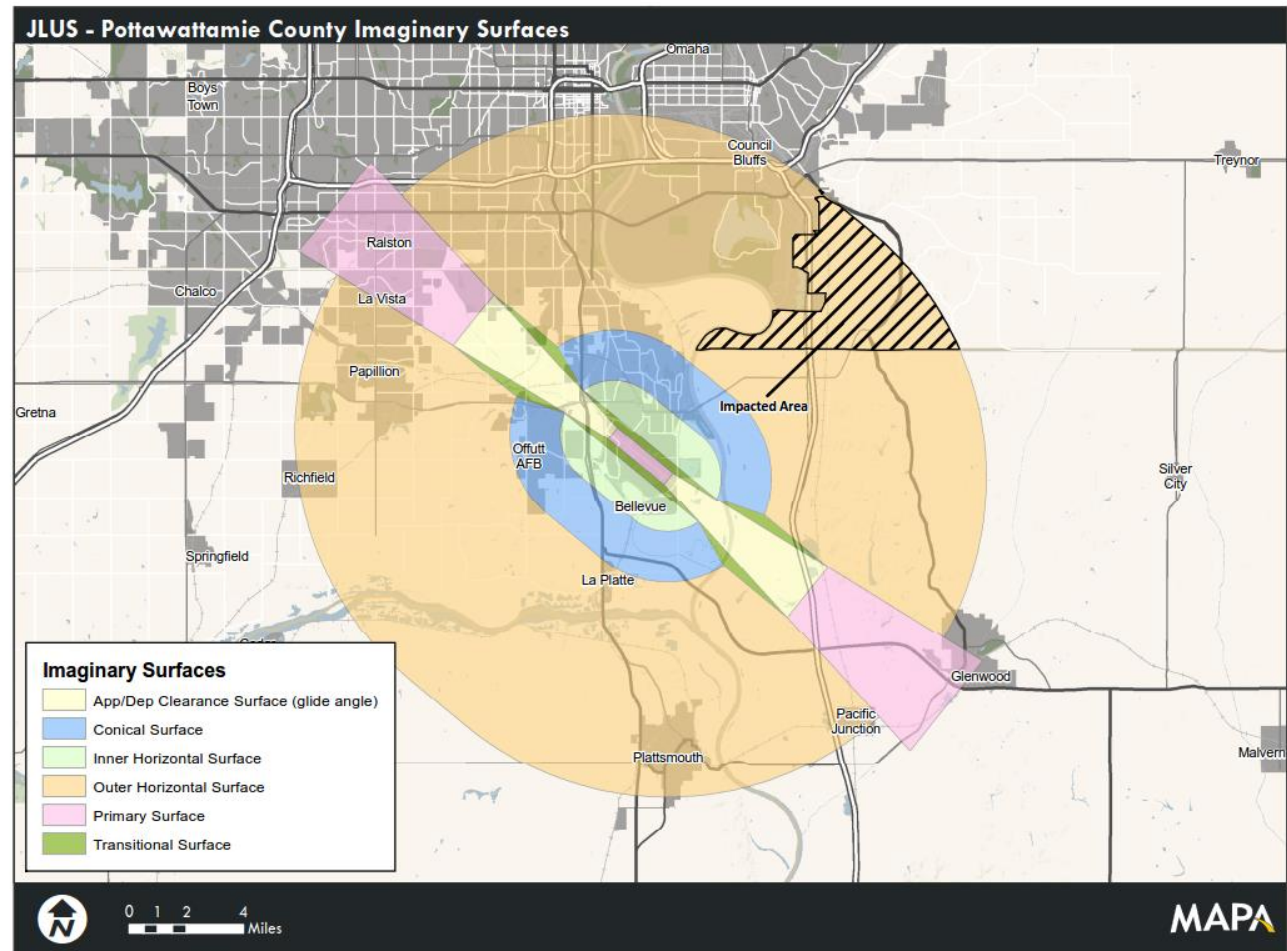 JLUS - Pottawattamie County Imaginary Surfaces
Omaha
Boys
Town
Council
Bluffs
Treynor
Ralston
Chalco
La Vista
Papillion
Impacted Area
Gretna
Offutt
AFB
Silver
City
Richfield
Bellevue
Springfield
La Platte
Glenwood
Pacific
Junction
Plattsmouth
Malvern
Imaginary Surfaces
App/Dep Clearance Surface (glide angle)
Conical Surface
Inner Horizontal Surface
Outer Horizontal Surface
Primary Surface
Transitional Surface
N
0 1 2 4
Miles
MAPA